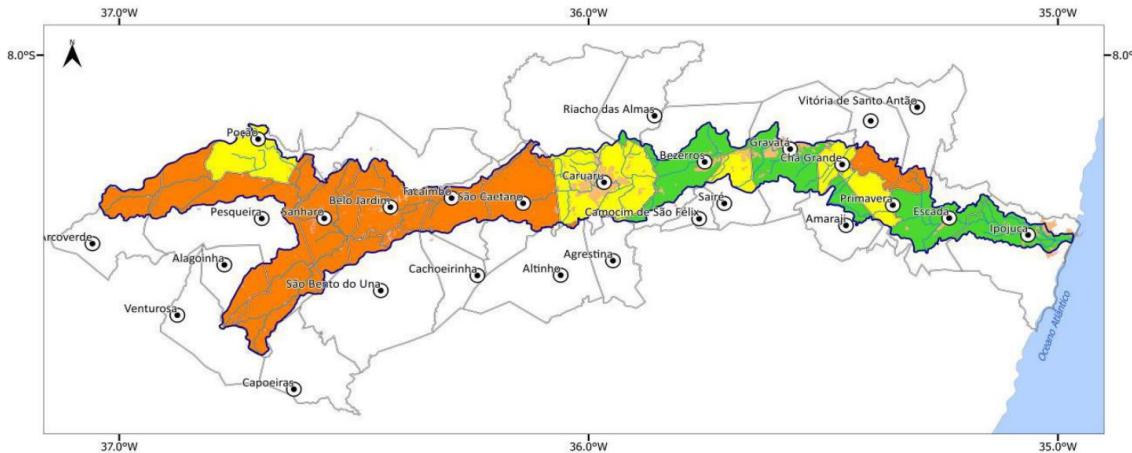 37.0°W 36.0°W 35.0°W
8.0°S
N
8.0°
Riacho das Almas
Vitória de Santo Antão
Poção
Gravatá
Bezerros
Chã Grande
Caruaru
Belo Jardim
Tacaimbó
São Caetano
Sairé
Primavera
Pesqueira
Sanharó
Camocim de São Félix
Amaraji
Escada
Ipojuca
Arcoverde
Alagoinha
Cachoeirinha
Altinho
Agrestina
São Bento do Una
Venturosa
Capoeiras
Oceano Atlântico
37.0°W 36.0°W 35.0°W